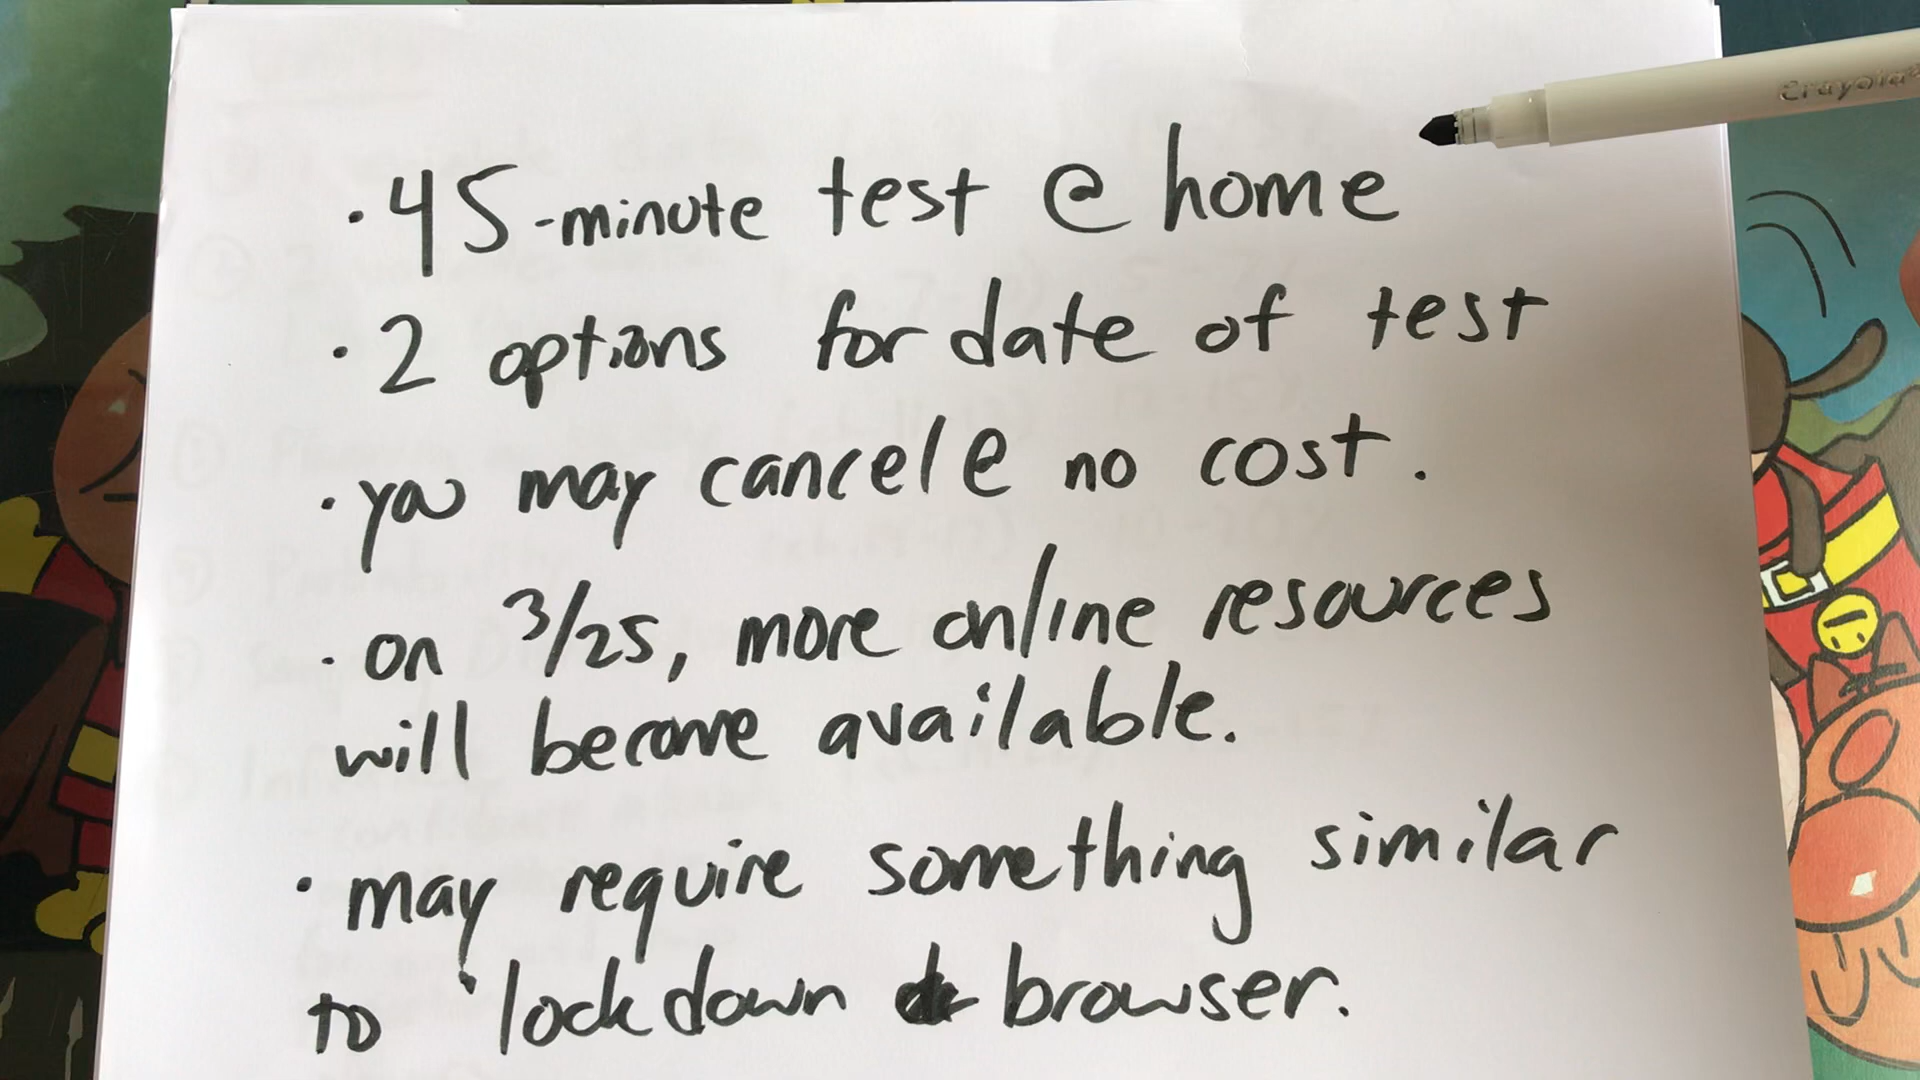 Crayola
· 45-minute test @ home
· 2 options for date of test
· you may cancel @ no cost.
· on 3/25, more online resources
will become available.
· may require something similar
to 'lockdown browser.